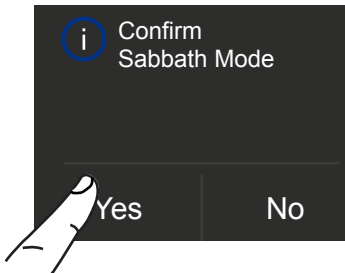 i
Confirm
Sabbath Mode
Yes
No